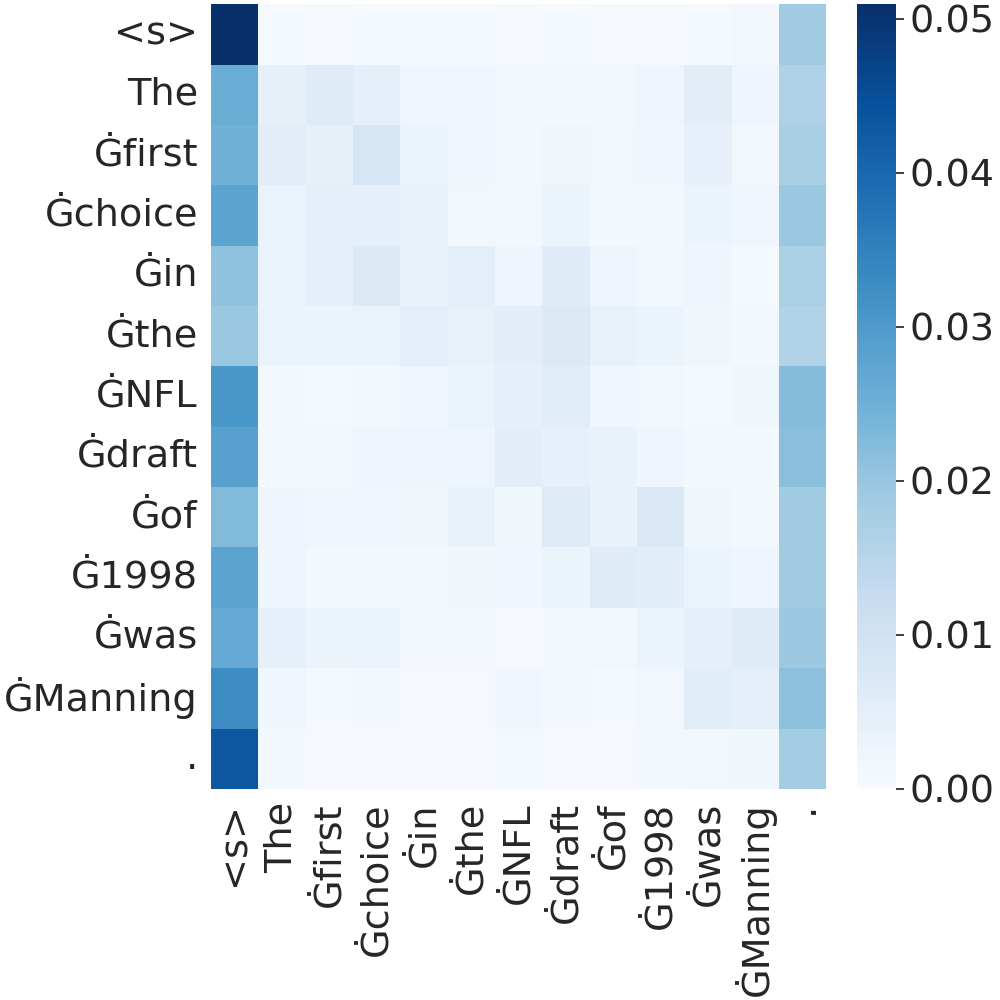 <s>
The
Ġfirst
Ġchoice
Ġin
Ġthe
ĠNFL
Ġdraft
Ġof
Ġ1998
Ġwas
ĠManning
.
<s>
The
Ġfirst
Ġchoice
Ġin
Ġthe
ĠNFL
Ġdraft
Ġof
Ġ1998
Ġwas
ĠManning
.
0.05
0.04
0.03
0.02
0.01
0.00